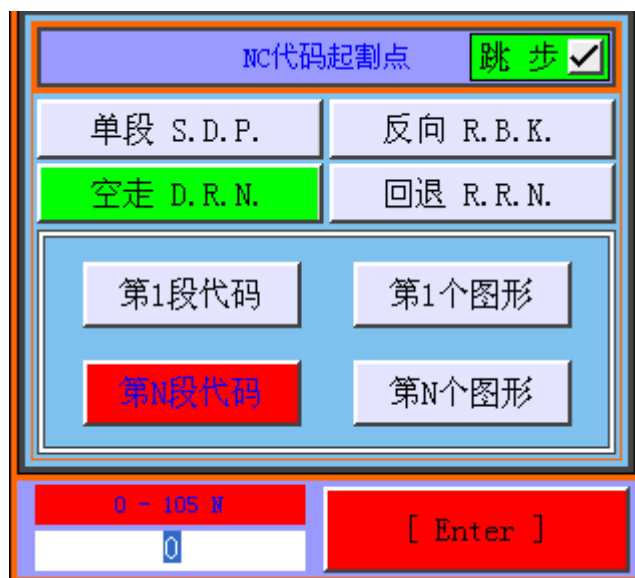 NC代码起割点 跳 步
单段 S.D.P. 反向 R.B.K.
空走 D.R.N. 回退 R.R.N.
第1段代码 第1个图形
第N段代码 第N个图形
0 - 105 N
[ Enter ]
0